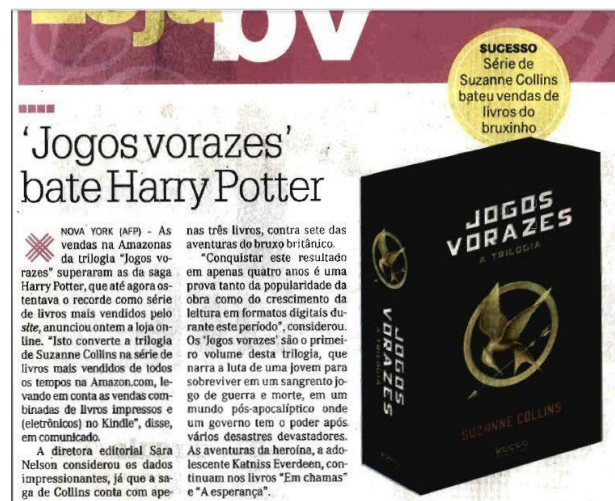 Loja
bv
SUCESSO
Série de
Suzanne Collins
bateu vendas de
livros do
bruxinho
'Jogos vorazes'
bate Harry Potter
NOVA YORK (AFP) - As
vendas na Amazonas
da trilogia "Jogos vo-
razes" superaram as da saga
Harry Potter, que até agora os-
tentava o recorde como série
de livros mais vendidos pelo
site, anunciou ontem a loja on-
line. "Isto converte a trilogia
de Suzanne Collins na série de
livros mais vendidos de todos
os tempos na Amazon.com, le-
vando em conta as vendas com-
binadas de livros impressos e
(eletrônicos) no Kindle", disse,
em comunicado.
A diretora editorial Sara
Nelson considerou os dados
impressionantes, já que a sa-
ga de Collins conta com ape-
nas três livros, contra sete das
aventuras do bruxo britânico.
"Conquistar este resultado
em apenas quatro anos é uma
prova tanto da popularidade da
obra como do crescimento da
leitura em formatos digitais du-
rante este período", considerou.
Os 'Jogos vorazes' são o primei-
ro volume desta trilogia, que
narra a luta de uma jovem para
sobreviver em um sangrento jo-
go de guerra e morte, em um
mundo pós-apocalíptico onde
um governo tem o poder após
vários desastres devastadores.
As aventuras da heroína, a ado-
lescente Katniss Everdeen, con-
tinuam nos livros "Em chamas"
e "A esperança".
JOGOS
VORAZES
A TRILOGIA
JOGOS
VORAZES
A TRILOGIA
SUZANNE COLLINS
ROCCO